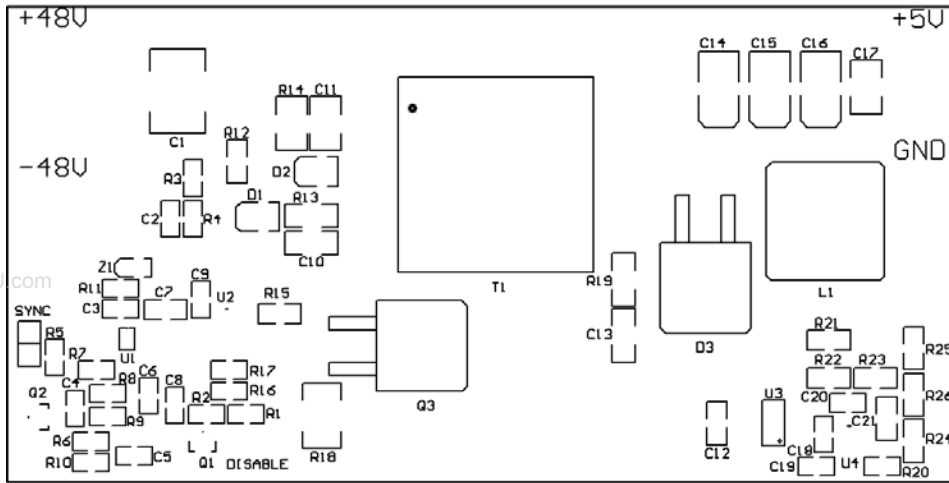 +48V
+5V
C14
C15
C16
C17
R14
C11
C1
R12
-48V
D2
GND
R3
D1
R13
C2
R4
C10
Z1
R11
C9
C3
C7
U2
R15
T1
R19
L1
SYNC
R5
U1
C13
D3
R21
R25
R7
R17
R22
R23
Q2
C4
R8
C6
C8
R16
R2
R1
Q3
U3
C20
R26
R9
C21
R6
R10
C5
Q1
DISABLE
R18
C12
C18
C19
U4
R24
R20
.com